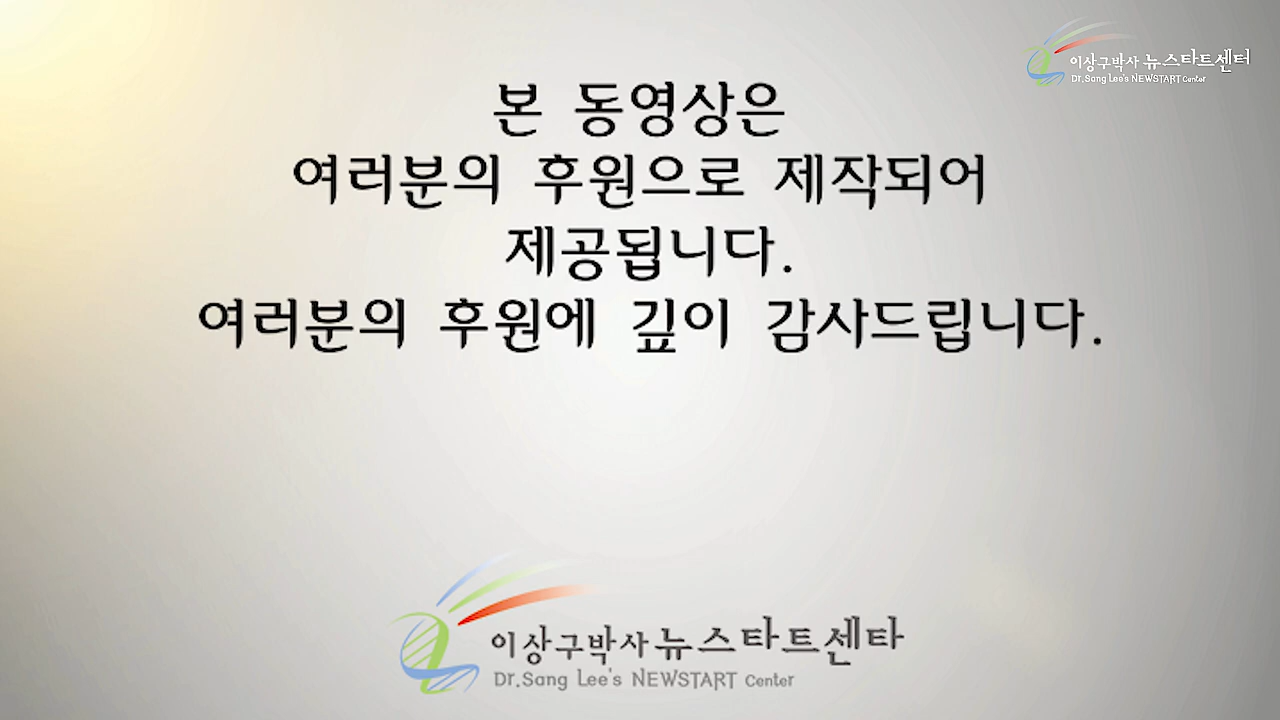 이상구박사 뉴스타트센터
Dr.Sang Lee's NEWSTART Center
본 동영상은
여러분의 후원으로 제작되어
제공됩니다.
여러분의 후원에 깊이 감사드립니다.
이상구박사 뉴스타트센타
Dr.Sang Lee's NEWSTART Center